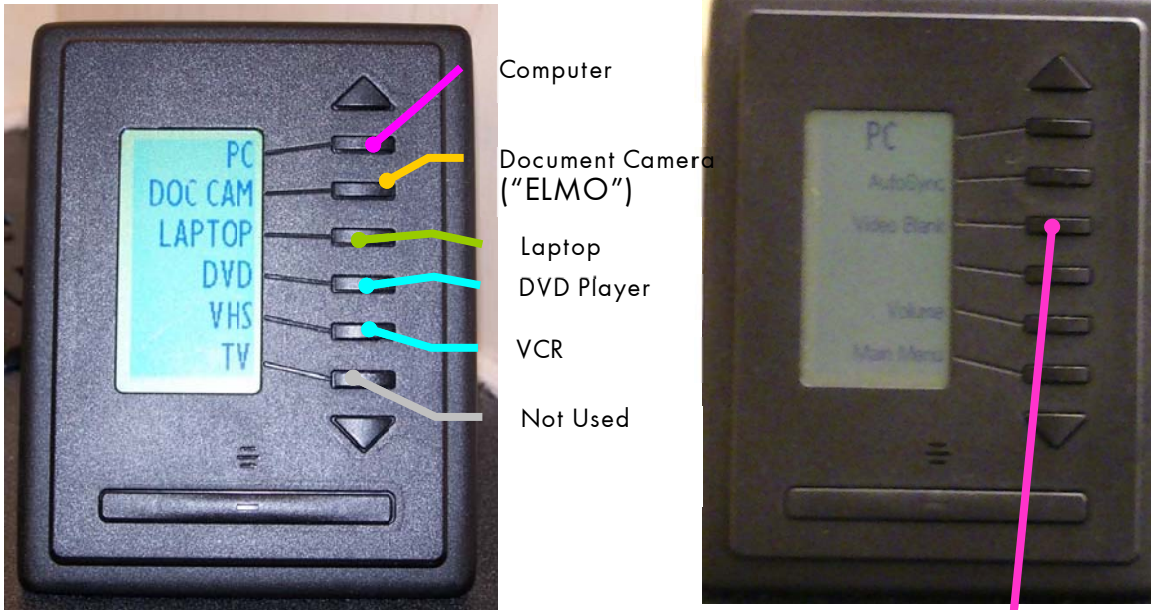 PC
DOC CAM
LAPTOP
DVD
VHS
TV
Computer
Document Camera
(“ELMO”)
Laptop
DVD Player
VCR
Not Used
PC
AutoSync
Video Blank
Volume
Main Menu